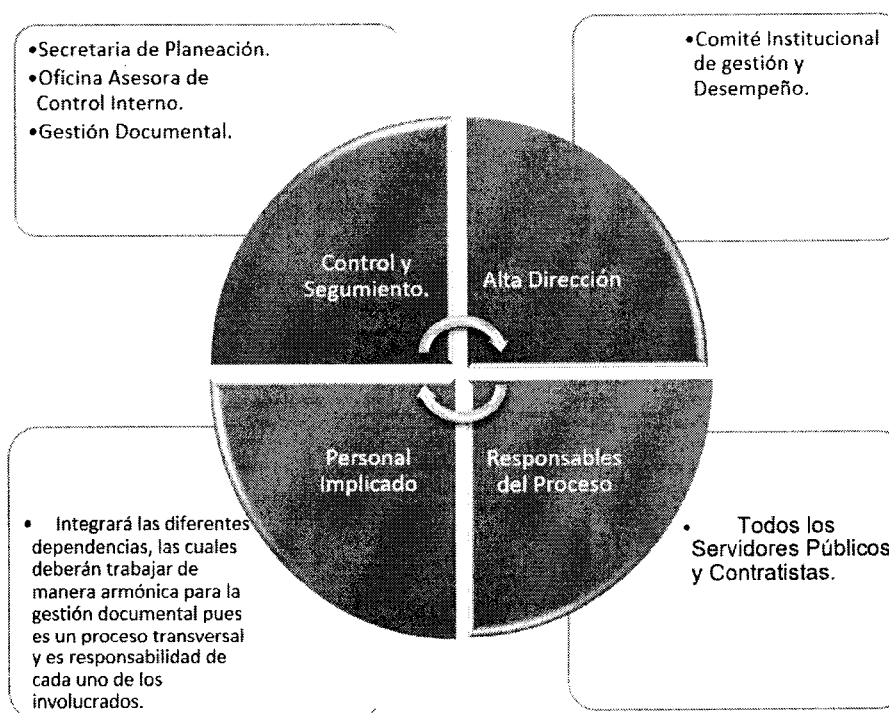 •Secretaria de Planeación.
•Oficina Asesora de
Control Interno.
•Gestión Documental.
•Comité Institucional
de gestión y
Desempeño.
Control y
Segumiento.
Alta Dirección
Personal
Implicado
Responsables
del Proceso
• Integrará las diferentes
dependencias, las cuales
deberán trabajar de
manera armónica para la
gestión documental pues
es un proceso transversal
y es responsabilidad de
cada uno de los
involucrados.
• Todos los
Servidores Públicos
y Contratistas.